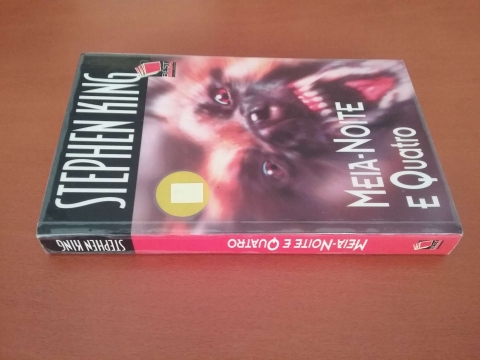 STEPHEN KING
MEIA-NOITE
E QUATRO
STEPHEN KING
MEIA-NOITE E QUATRO